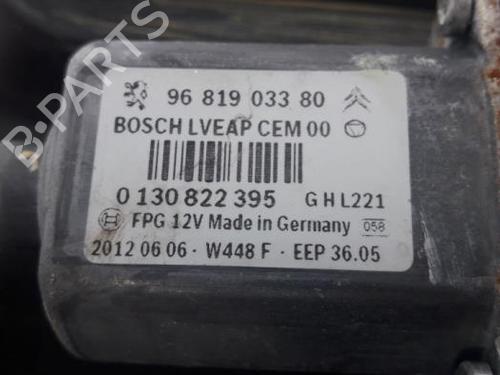 96 819 033 80
BOSCH LVEAP CEM 00
0 130 822 395 G H L221
FPG 12V Made in Germany 058
2012 06 06 · W448 F · EEP 36.05
B-PARTS